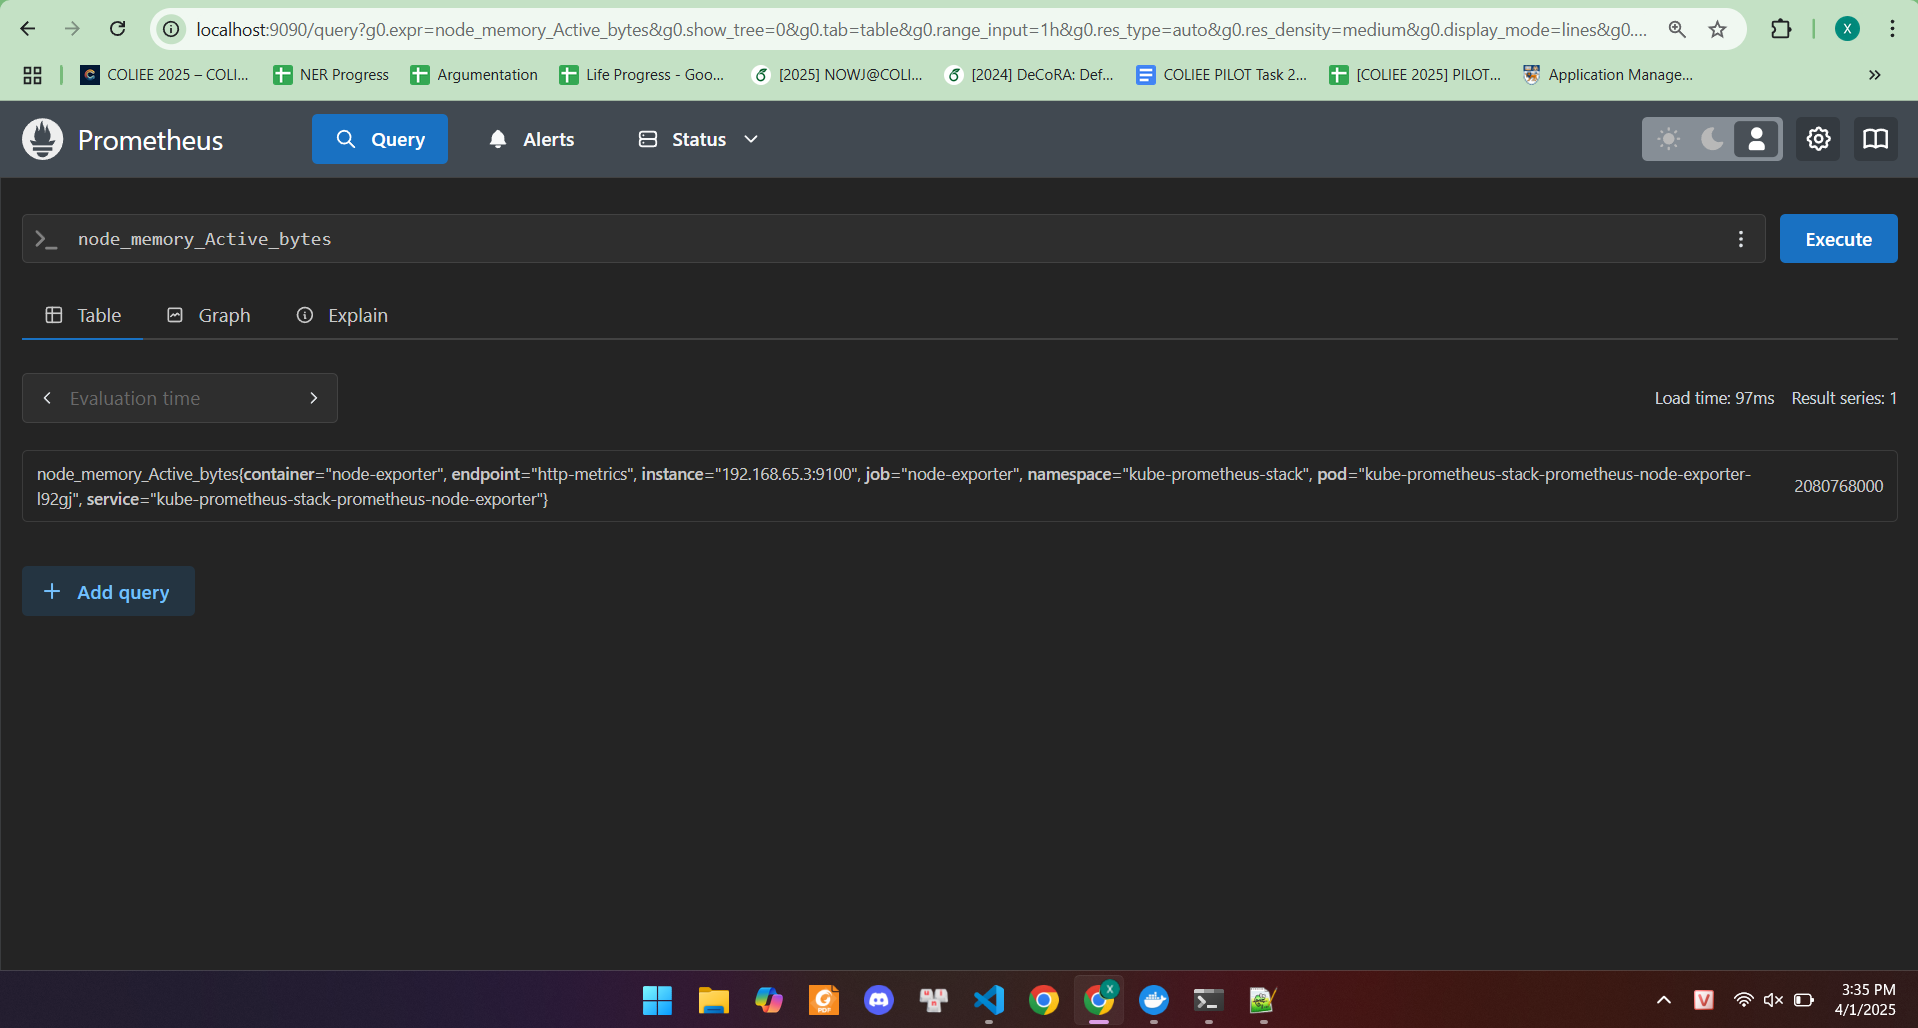 localhost:9090/query?g0.expr=node_memory_Active_bytes&g0.show_tree=0&g0.tab=table&g0.range_input=1h&g0.res_type=auto&g0.res_density=medium&g0.display_mode=lines&g0.... X
COLIEE 2025 – COLI... NER Progress Argumentation Life Progress - Goo... [2025] NOWJ@COLI... [2024] DeCoRA: Def... COLIEE PILOT Task 2... [COLIEE 2025] PILOT... Application Manage... »
Prometheus Query Alerts Status
>_ node_memory_Active_bytes Execute
Table Graph Explain
Evaluation time Load time: 97ms Result series: 1
node_memory_Active_bytes{container="node-exporter", endpoint="http-metrics", instance="192.168.65.3:9100", job="node-exporter", namespace="kube-prometheus-stack", pod="kube-prometheus-stack-prometheus-node-exporter-
l92gj", service="kube-prometheus-stack-prometheus-node-exporter"}
2080768000
+ Add query
3:35 PM
4/1/2025